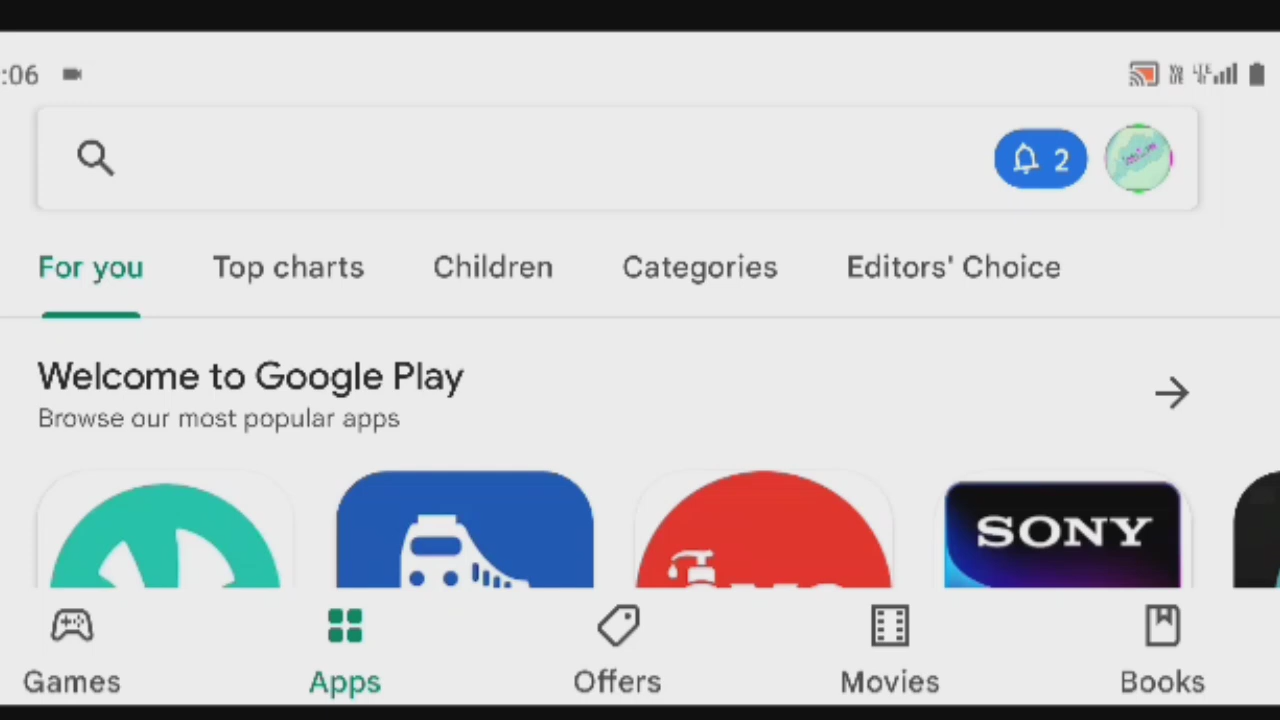 :06
2
For you Top charts Children Categories Editors' Choice
Welcome to Google Play
Browse our most popular apps
SONY
Games Apps Offers Movies Books